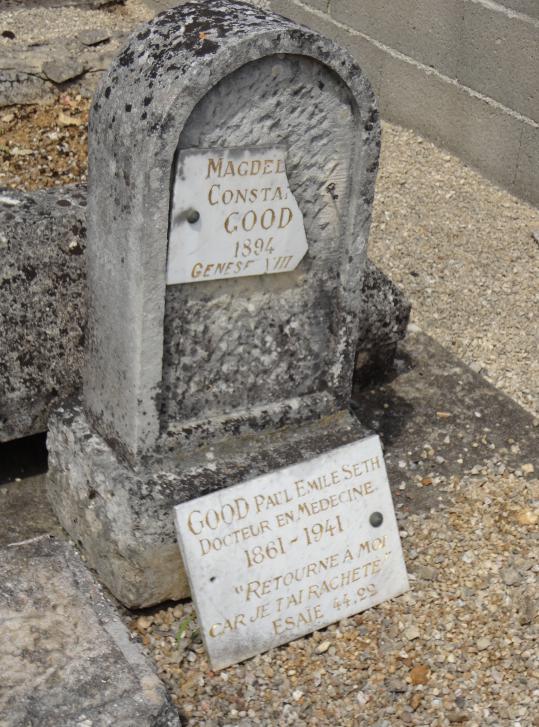 MAGDEL
CONSTA
GOOD
1894
GENESE VIII
GOOD PAUL EMILE SETH
DOCTEUR EN MEDECINE
1861-1941
"RETOURNE À MOI
CAR JE T'AI RACHETE"
ESAÏE 44.22